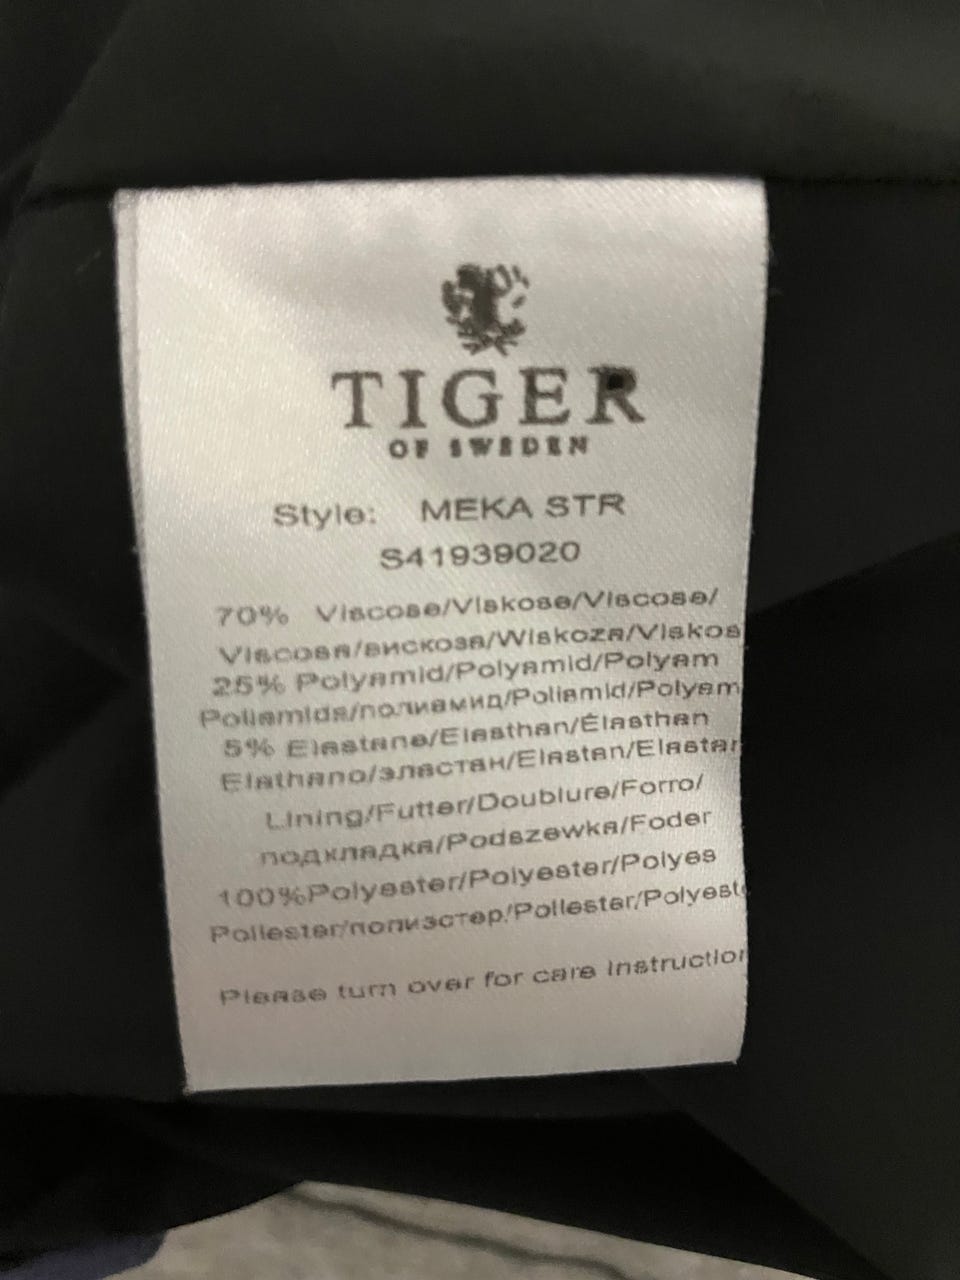 TIGER
OF SWEDEN
Style: MEKA STR
S41939020
70% Viscose/Viskose/Viscose/
Viscosa/вискоза/Wiskoza/Viskos
25% Polyamid/Polyamid/Polyam
Poliamida/полиамид/Poliamid/Polyam
5% Elastane/Elasthan/Élasthan
Elathano/эластан/Elastan/Elastan
Lining/Futter/Doublure/Forro/
подкладка/Podszewka/Foder
100%Polyester/Polyester/Polyes
Poliester/полиэстер/Poliester/Polyeste
Please turn over for care instruction